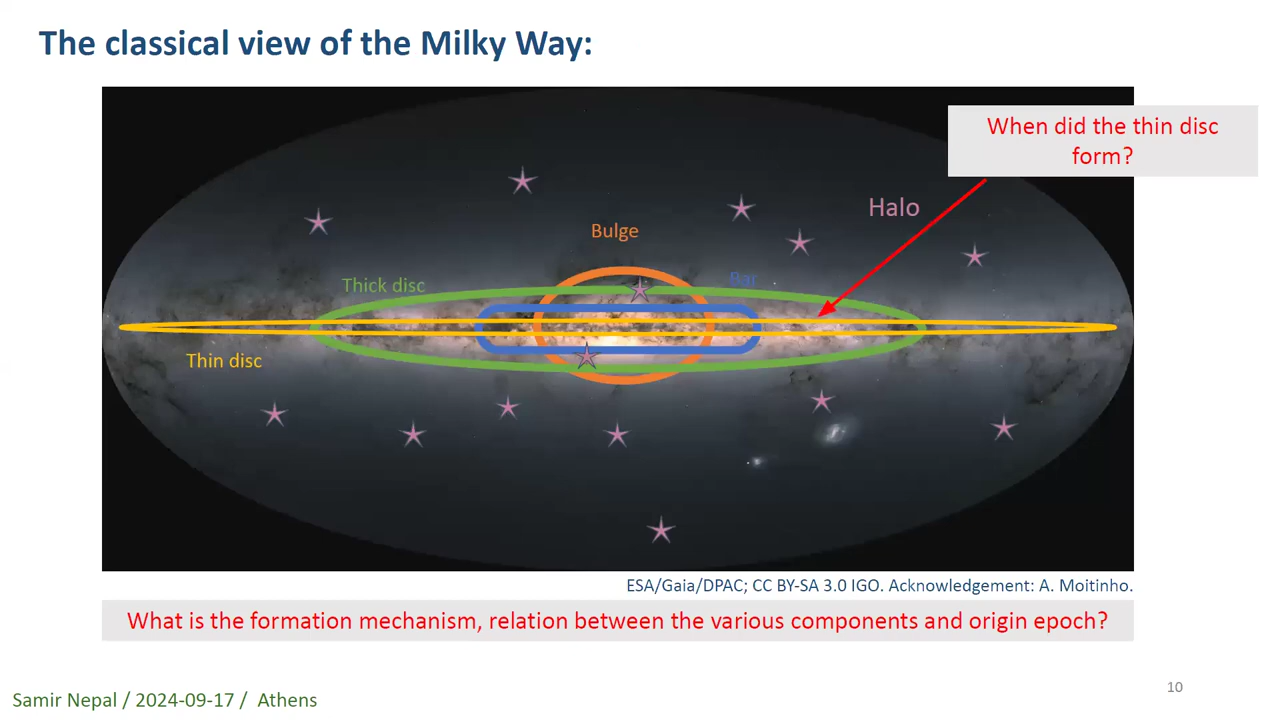 The classical view of the Milky Way:
When did the thin disc
form?
Halo
Bulge
Bar
Thick disc
Thin disc
ESA/Gaia/DPAC; CC BY-SA 3.0 IGO. Acknowledgement: A. Moitinho.
What is the formation mechanism, relation between the various components and origin epoch?
10
Samir Nepal / 2024-09-17 / Athens